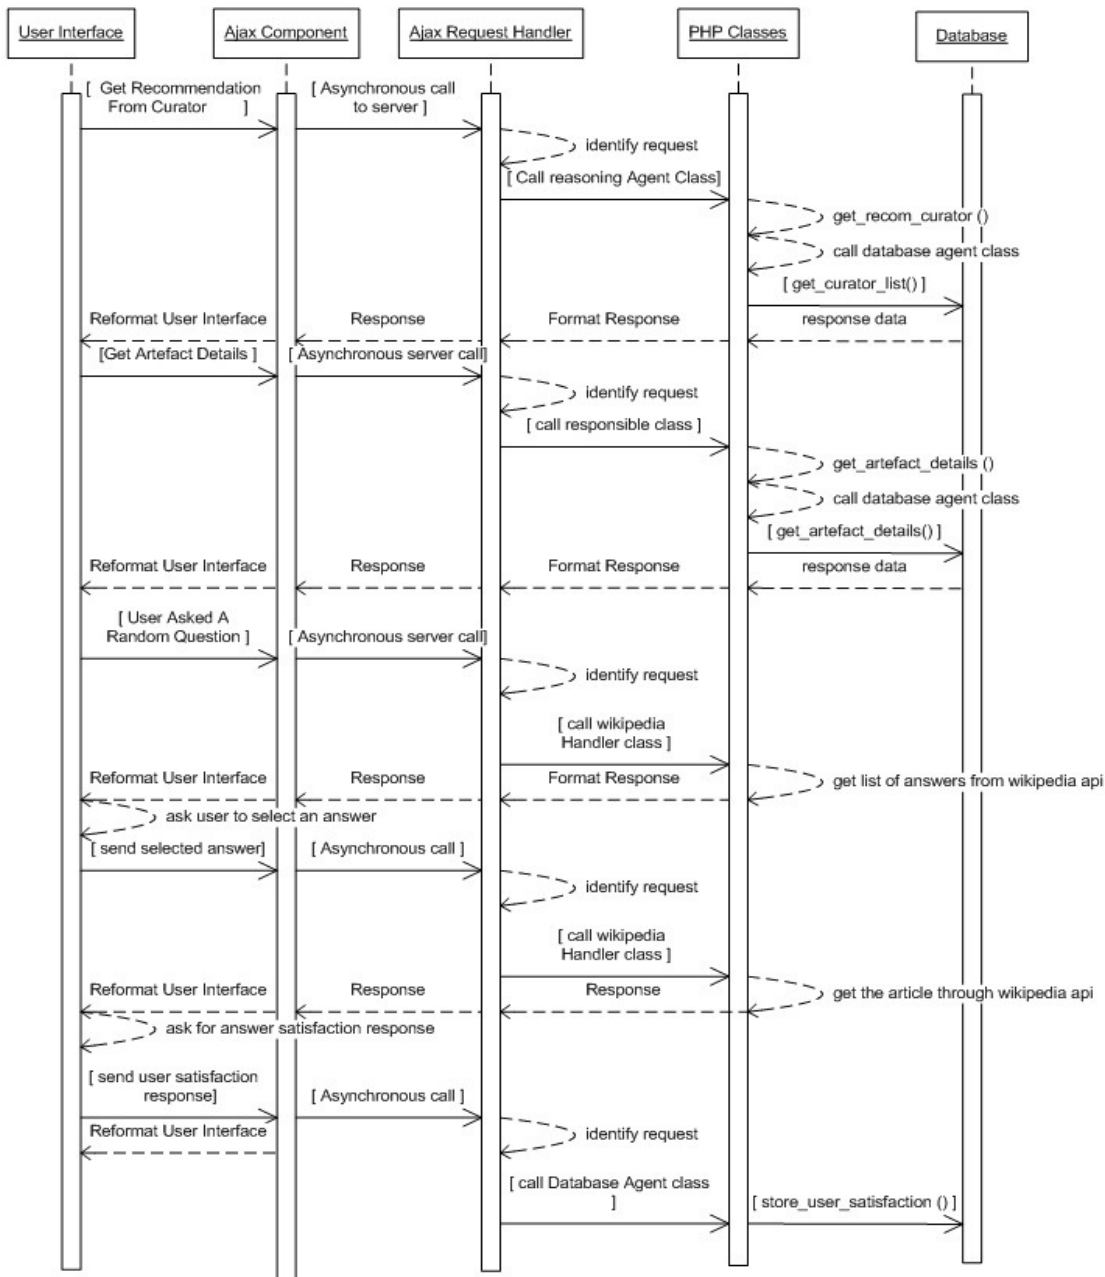 User Interface
Ajax Component
Ajax Request Handler
PHP Classes
Database
[ Get Recommendation
From Curator ]
[ Asynchronous call
to server ]
identify request
[ Call reasoning Agent Class]
get_recom_curator ()
call database agent class
[ get_curator_list() ]
Reformat User Interface
Response
Format Response
response data
[Get Artefact Details ]
[ Asynchronous server call]
identify request
[ call responsible class ]
get_artefact_details ()
call database agent class
[ get_artefact_details() ]
Reformat User Interface
Response
Format Response
response data
[ User Asked A
Random Question ]
[ Asynchronous server call]
identify request
[ call wikipedia
Handler class ]
Reformat User Interface
Response
Format Response
get list of answers from wikipedia api
ask user to select an answer
[ send selected answer]
[ Asynchronous call ]
identify request
[ call wikipedia
Handler class ]
Reformat User Interface
Response
Response
get the article through wikipedia api
ask for answer satisfaction response
[ send user satisfaction
response]
[ Asynchronous call ]
Reformat User Interface
identify request
[ call Database Agent class
]
[ store_user_satisfaction () ]